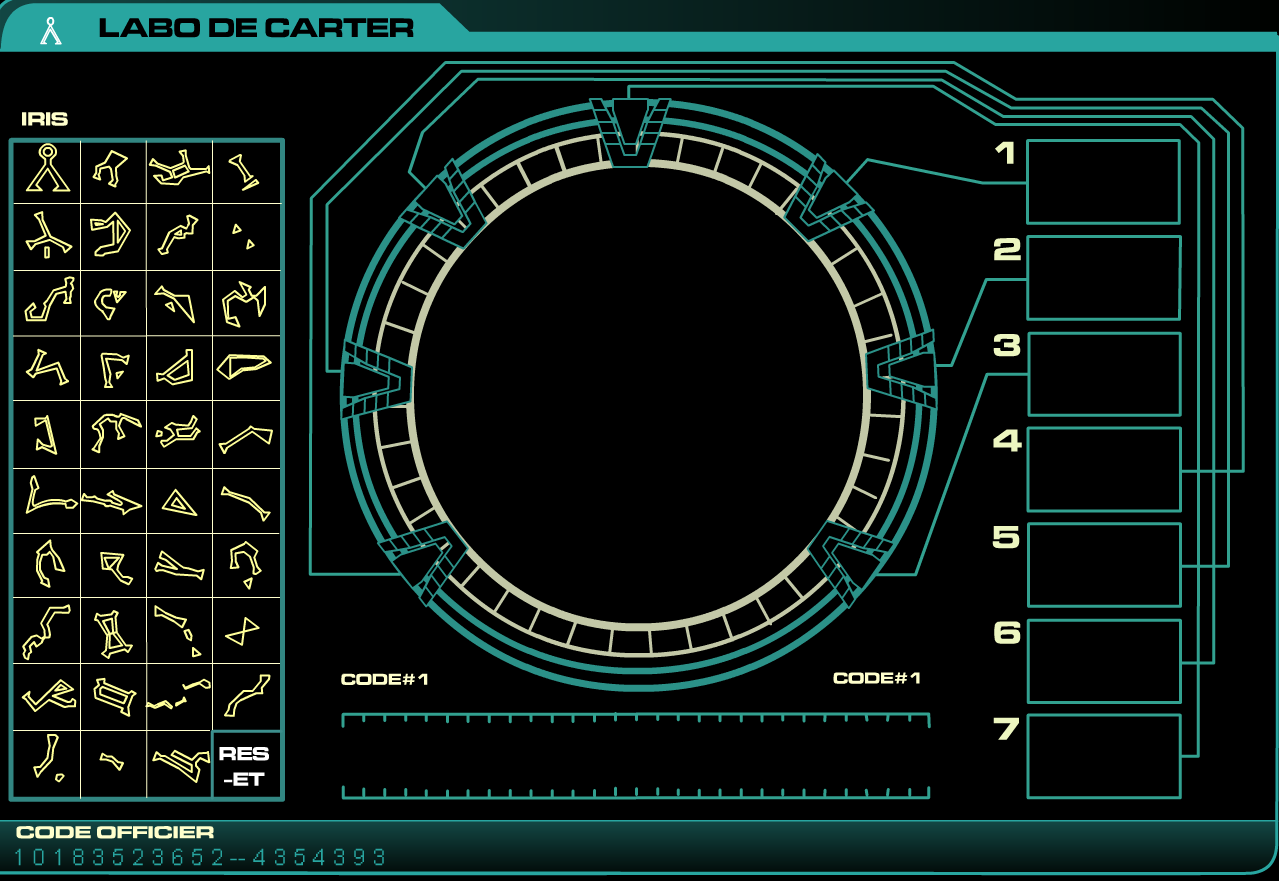 LABO DE CARTER
IRIS
1
2
3
4
5
6
7
RES
-ET
CODE#1
CODE#1
CODE OFFICIER
10183523652--4354393